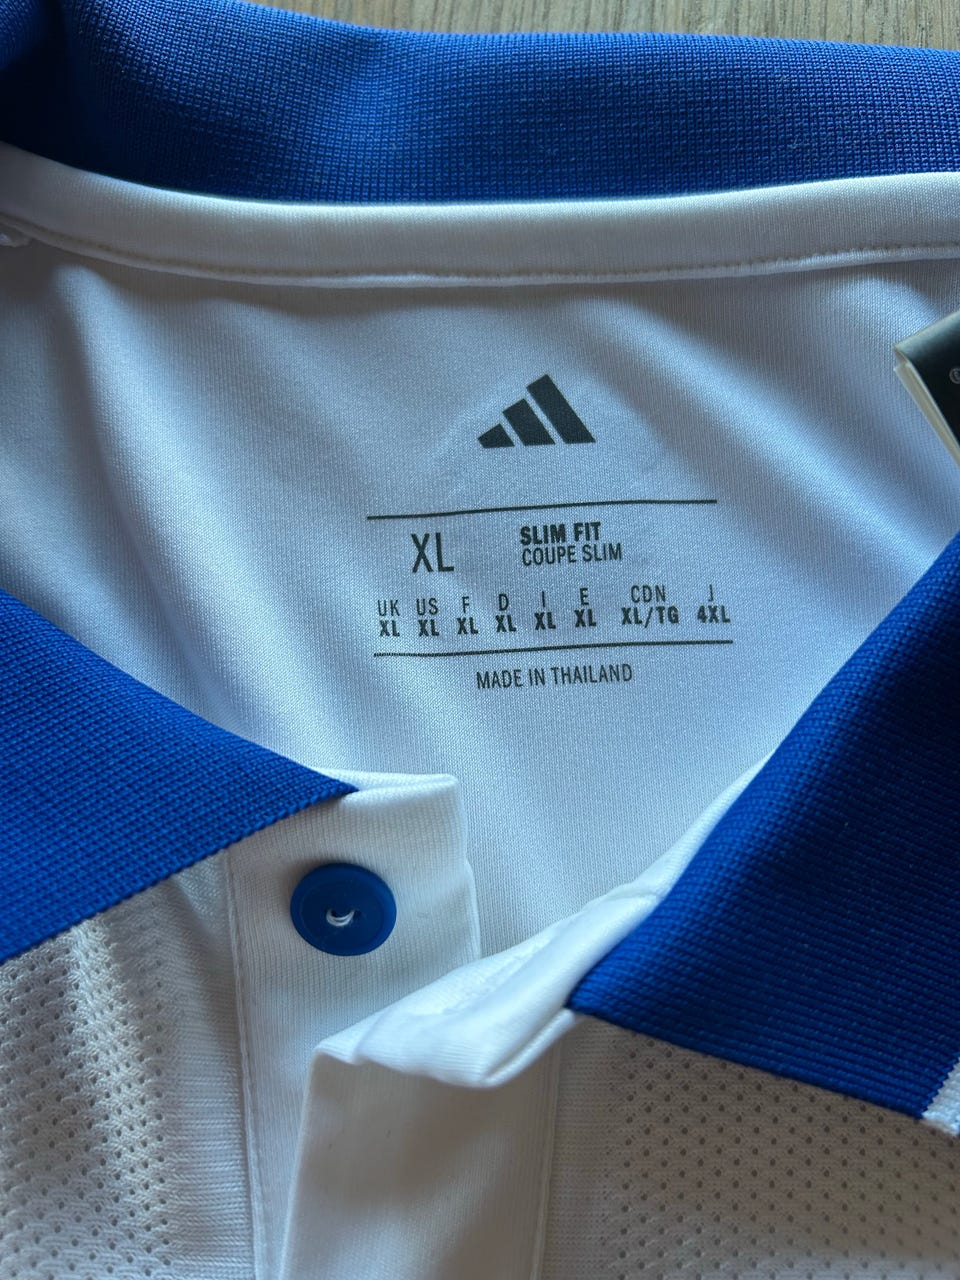 XL
SLIM FIT
COUPE SLIM
UK US F D I E CDN J
XL XL XL XL XL XL XL/TG 4XL
MADE IN THAILAND